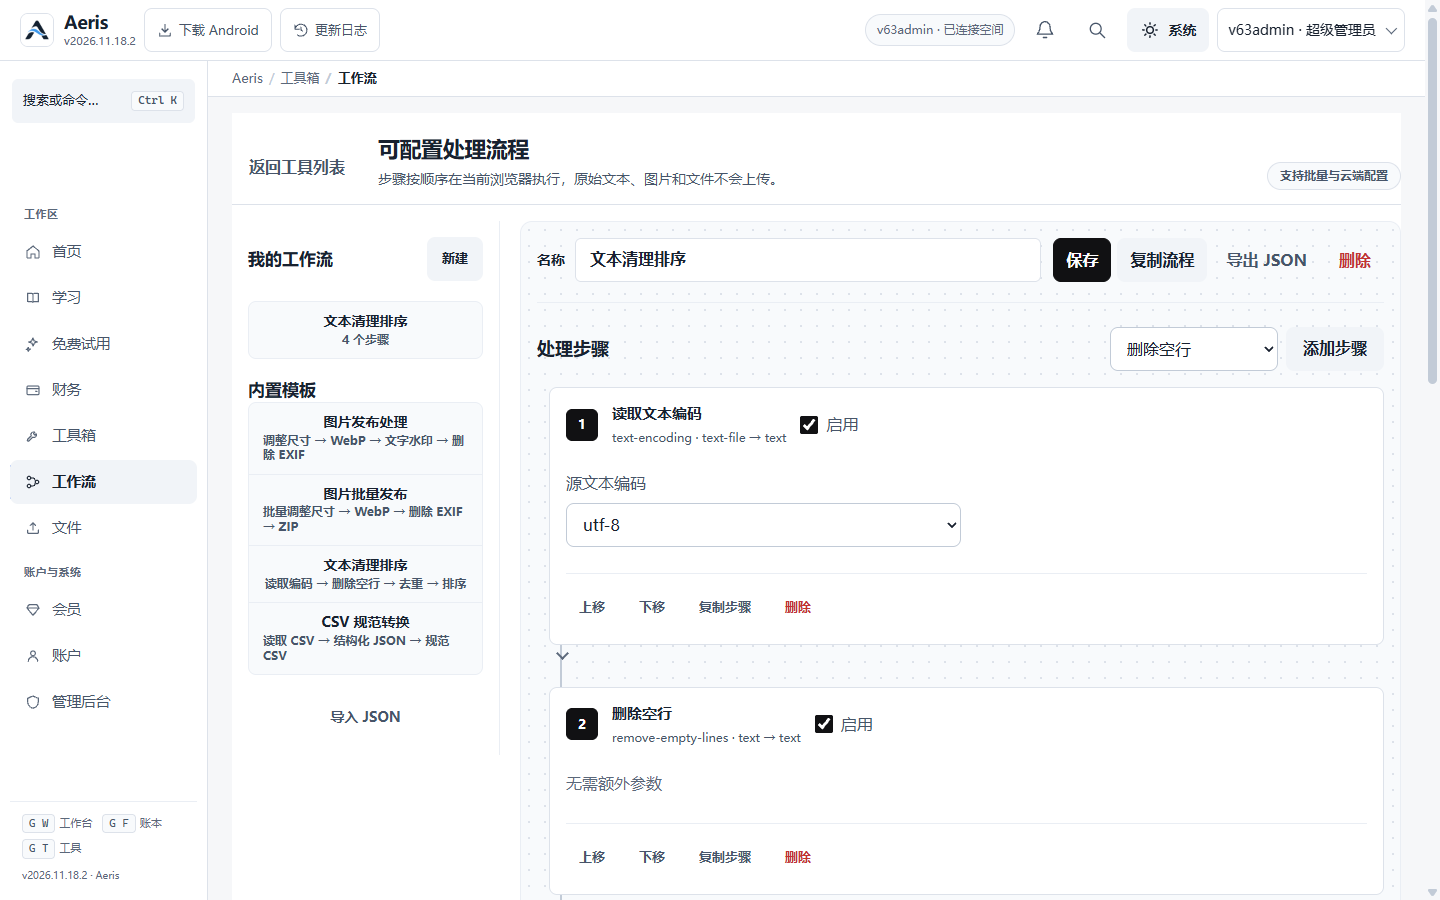 Aeris
v2026.11.18.2
下载 Android
更新日志
v63admin · 已连接空间
系统
v63admin · 超级管理员
搜索或命令...
Ctrl K
Aeris / 工具箱 / 工作流
工作区
首页
学习
免费试用
财务
工具箱
工作流
文件
账户与系统
会员
账户
管理后台
G W 工作台 G F 账本
G T 工具
v2026.11.18.2 · Aeris
返回工具列表
可配置处理流程
步骤按顺序在当前浏览器执行，原始文本、图片和文件不会上传。
支持批量与云端配置
我的工作流
新建
文本清理排序
4 个步骤
内置模板
图片发布处理
调整尺寸 → WebP → 文字水印 → 删
除 EXIF
图片批量发布
批量调整尺寸 → WebP → 删除 EXIF
→ ZIP
文本清理排序
读取编码 → 删除空行 → 去重 → 排序
CSV 规范转换
读取 CSV → 结构化 JSON → 规范
CSV
导入 JSON
名称
文本清理排序
保存
复制流程
导出 JSON
删除
处理步骤
删除空行
添加步骤
1
读取文本编码
text-encoding · text-file → text
启用
源文本编码
utf-8
上移
下移
复制步骤
删除
2
删除空行
remove-empty-lines · text → text
启用
无需额外参数
上移
下移
复制步骤
删除